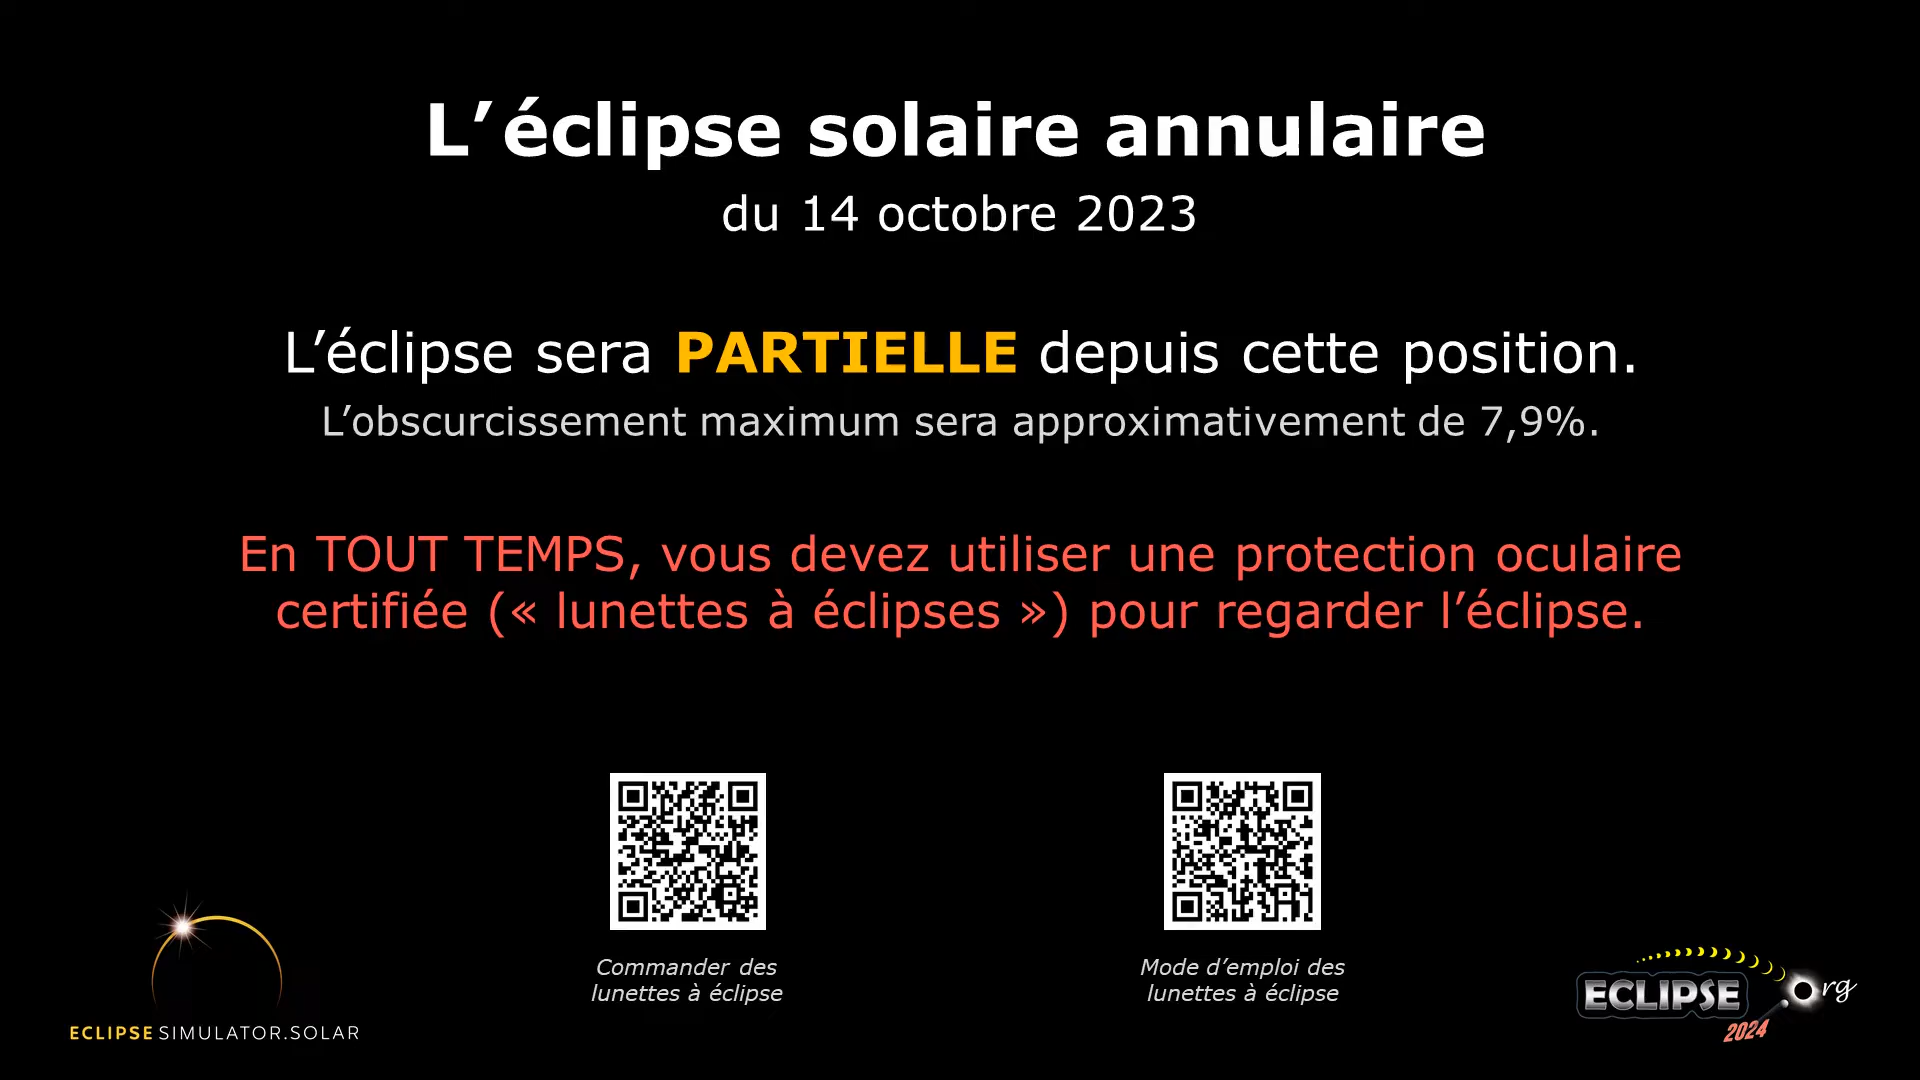 L’éclipse solaire annulaire
du 14 octobre 2023
L’éclipse sera PARTIELLE depuis cette position.
L’obscurcissement maximum sera approximativement de 7,9%.
En TOUT TEMPS, vous devez utiliser une protection oculaire
certifiée (« lunettes à éclipses ») pour regarder l’éclipse.
Commander des
lunettes à éclipse
Mode d’emploi des
lunettes à éclipse
ECLIPSESIMULATOR.SOLAR
ECLIPSE.org
2024